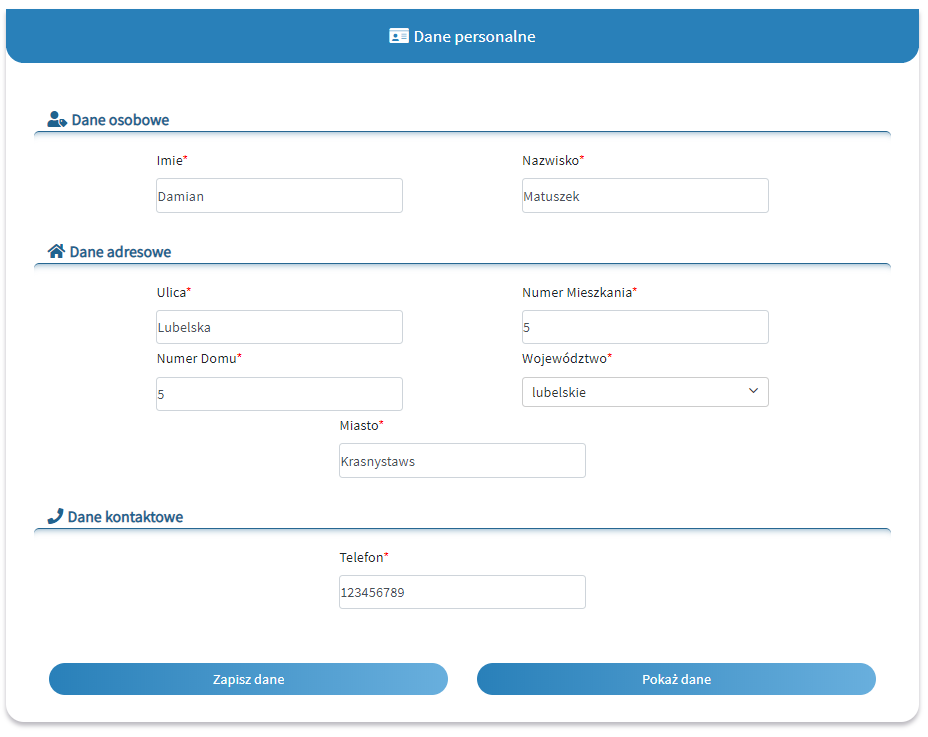 Dane personalne
Dane osobowe
Imie* Nazwisko*
Damian Matuszek
Dane adresowe
Ulica* Numer Mieszkania*
Lubelska 5
Numer Domu* Województwo*
5 lubelskie
Miasto*
Krasnystaws
Dane kontaktowe
Telefon*
123456789
Zapisz dane Pokaż dane